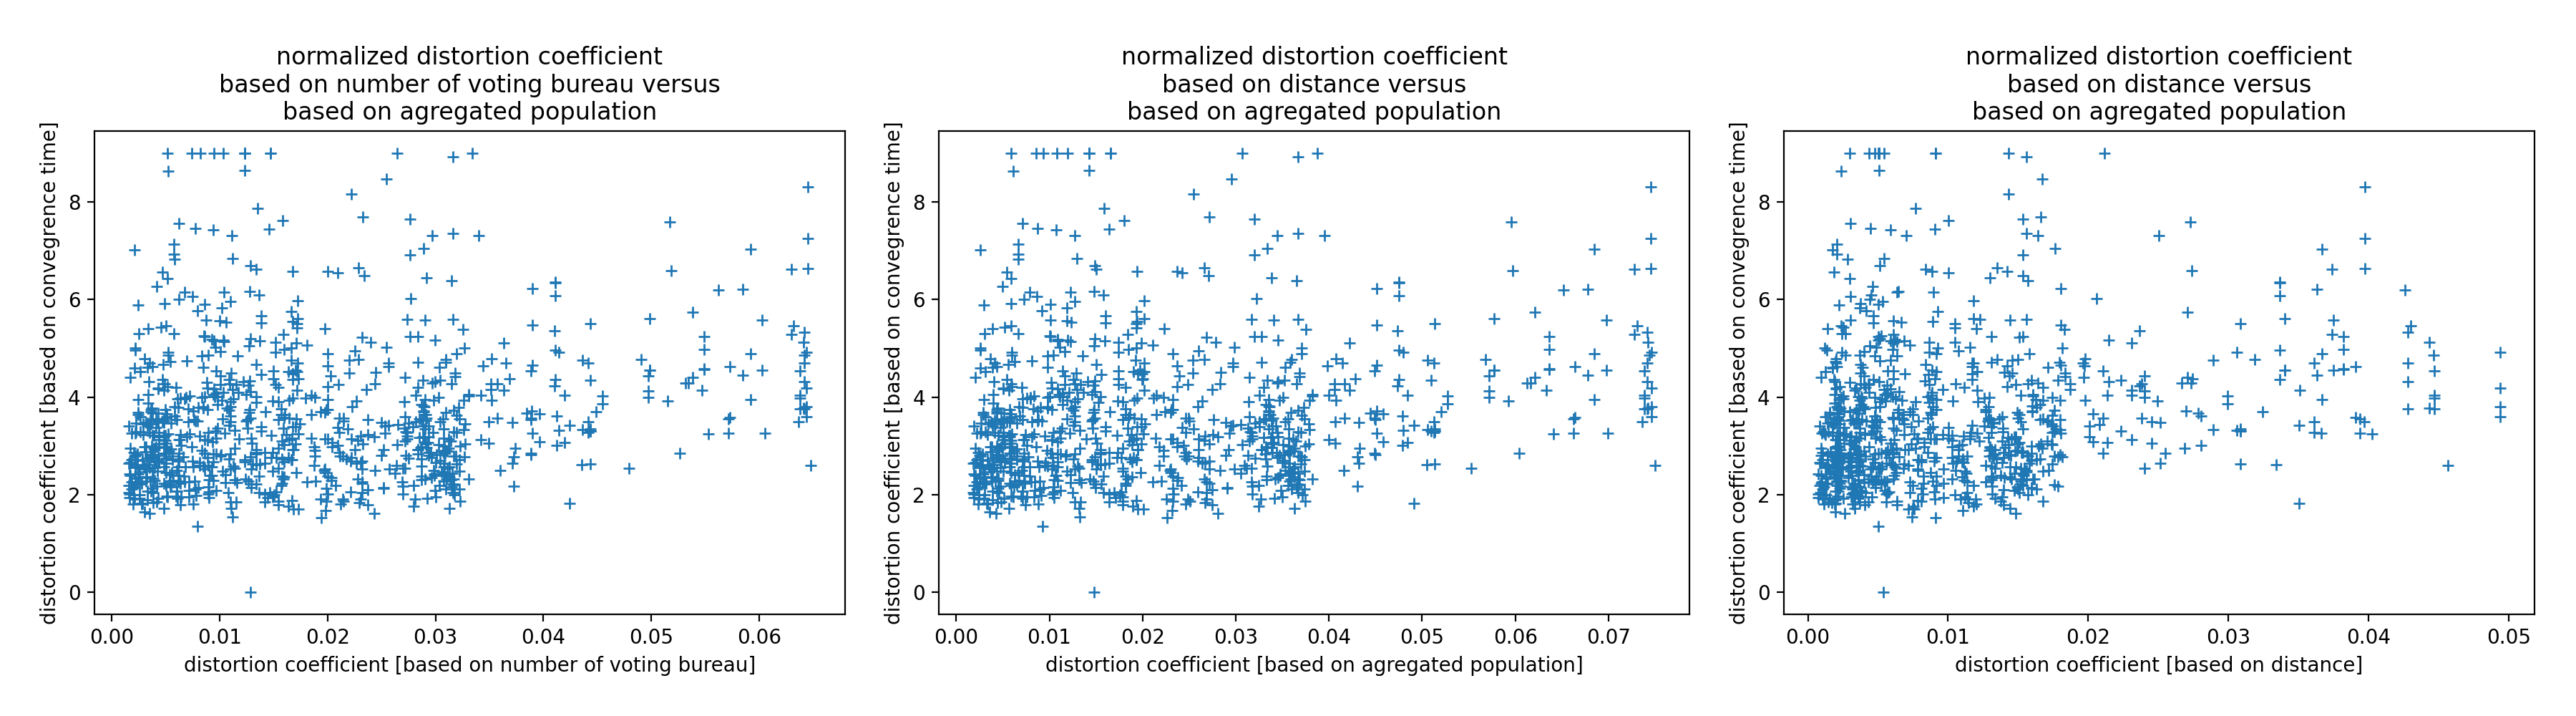 normalized distortion coefficient
based on number of voting bureau versus
based on agregated population
distortion coefficient [based on convegrence time]
8
6
4
2
0
0.00 0.01 0.02 0.03 0.04 0.05 0.06
distortion coefficient [based on number of voting bureau]
normalized distortion coefficient
based on distance versus
based on agregated population
distortion coefficient [based on convegrence time]
8
6
4
2
0
0.00 0.01 0.02 0.03 0.04 0.05 0.06 0.07
distortion coefficient [based on agregated population]
normalized distortion coefficient
based on distance versus
based on agregated population
distortion coefficient [based on convegrence time]
8
6
4
2
0
0.00 0.01 0.02 0.03 0.04 0.05
distortion coefficient [based on distance]